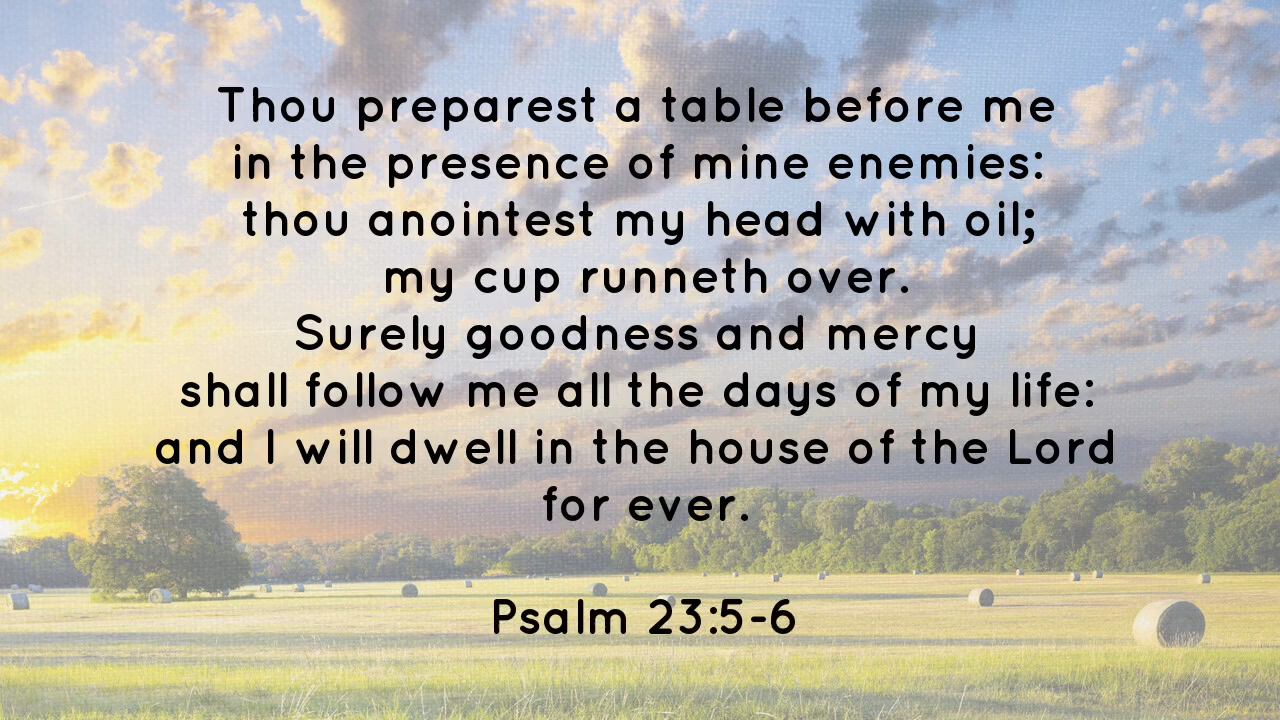 Thou preparest a table before me
in the presence of mine enemies:
thou anointest my head with oil;
my cup runneth over.
Surely goodness and mercy
shall follow me all the days of my life:
and I will dwell in the house of the Lord
for ever.
Psalm 23:5-6